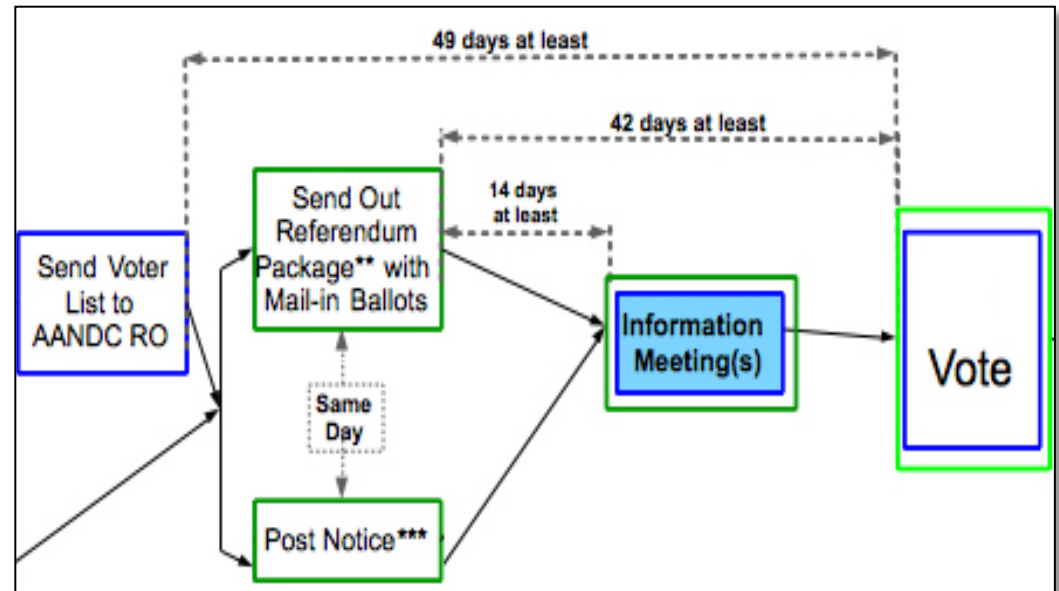 49 days at least
42 days at least
14 days
at least
Send Voter
List to
AANDC RO
Send Out
Referendum
Package** with
Mail-in Ballots
Same
Day
Post Notice***
Information
Meeting(s)
Vote